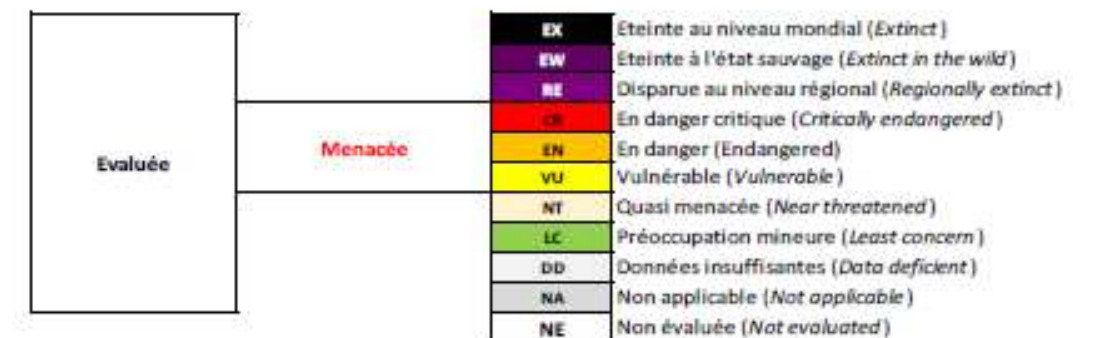 EX Eteinte au niveau mondial (Extinct)
EW Eteinte à l'état sauvage (Extinct in the wild)
RE Disparue au niveau régional (Regionally extinct)
CR En danger critique (Critically endangered)
Menacée EN En danger (Endangered)
Evaluée VU Vulnérable (Vulnerable)
NT Quasi menacée (Near threatened)
LC Préoccupation mineure (Least concern)
DD Données insuffisantes (Data deficient)
NA Non applicable (Not applicable)
NE Non évaluée (Not evaluated)